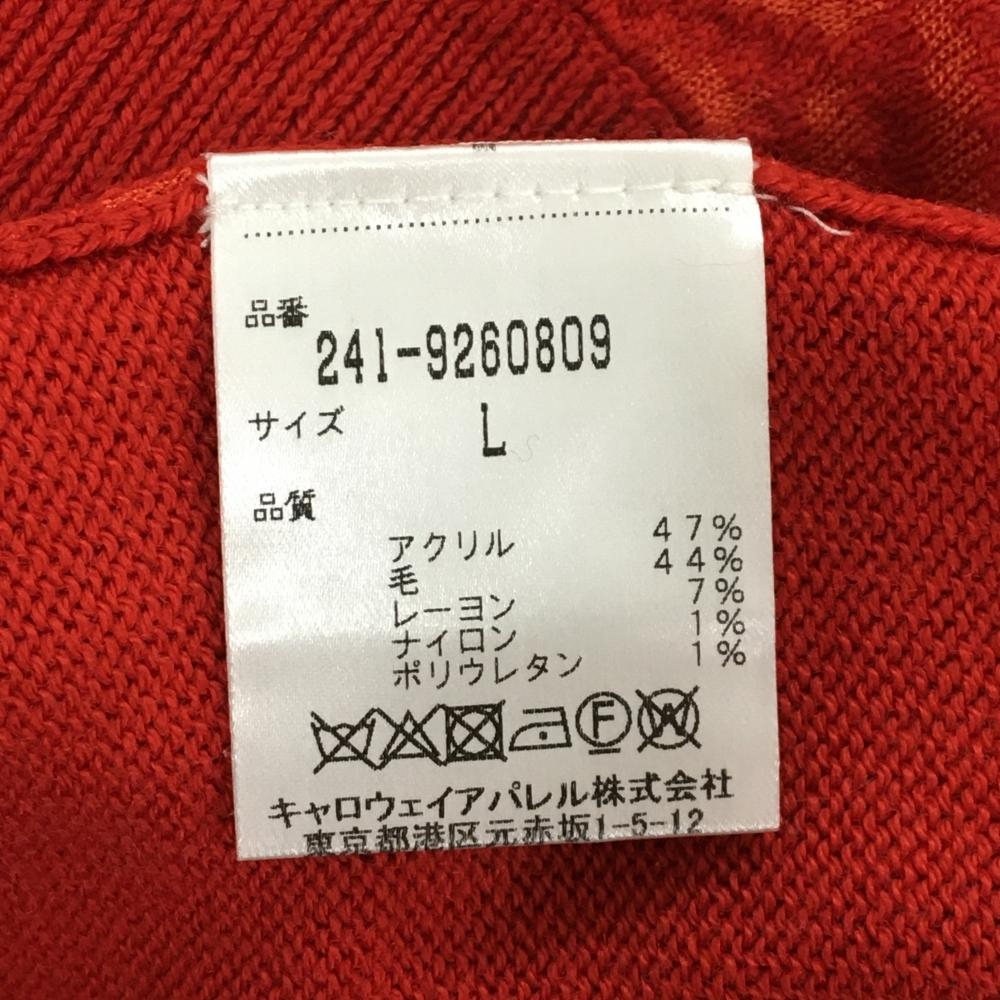 品番
241-9260809
サイズ L
品質
アクリル 47%
毛 44%
レーヨン 7%
ナイロン 1%
ポリウレタン 1%
F W
キャロウェイアパレル株式会社
東京都港区元赤坂1-5-12